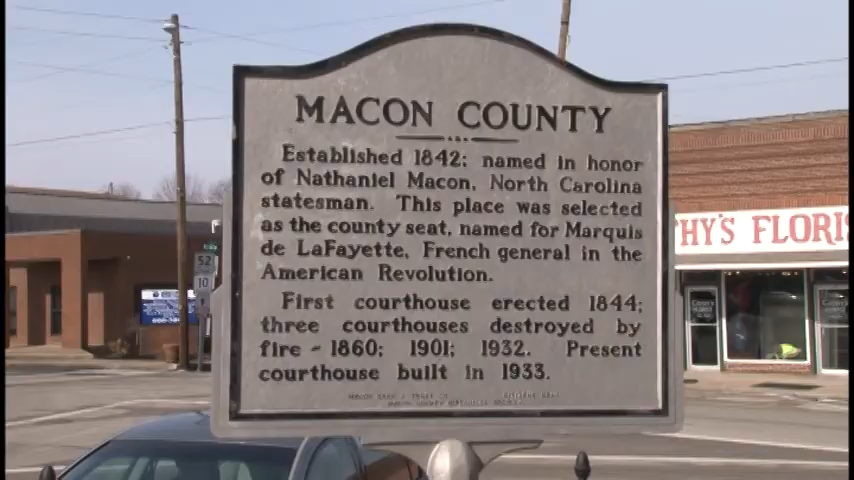 MACON COUNTY
Established 1842; named in honor
of Nathaniel Macon, North Carolina
statesman. This place was selected
as the county seat, named for Marquis
de LaFayette, French general in the
American Revolution.
First courthouse erected 1844;
three courthouses destroyed by
fire - 1860; 1901; 1932. Present
courthouse built in 1933.
HY'S FLORIS
52
10